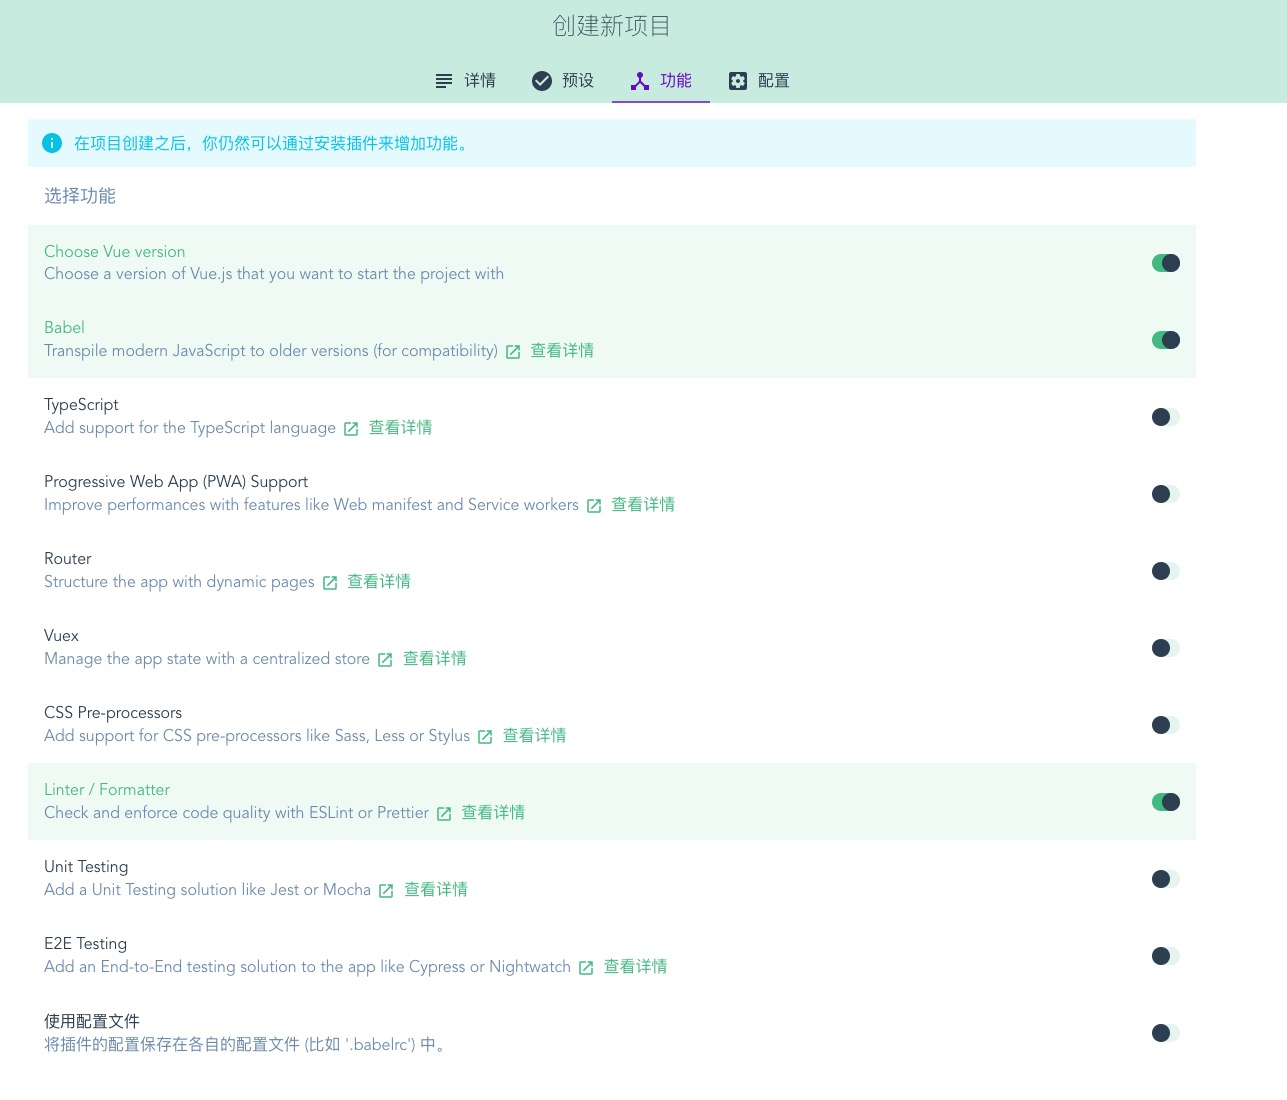 创建新项目
详情 预设 功能 配置
在项目创建之后，你仍然可以通过安装插件来增加功能。
选择功能
Choose Vue version
Choose a version of Vue.js that you want to start the project with
Babel
Transpile modern JavaScript to older versions (for compatibility) 查看详情
TypeScript
Add support for the TypeScript language 查看详情
Progressive Web App (PWA) Support
Improve performances with features like Web manifest and Service workers 查看详情
Router
Structure the app with dynamic pages 查看详情
Vuex
Manage the app state with a centralized store 查看详情
CSS Pre-processors
Add support for CSS pre-processors like Sass, Less or Stylus 查看详情
Linter / Formatter
Check and enforce code quality with ESLint or Prettier 查看详情
Unit Testing
Add a Unit Testing solution like Jest or Mocha 查看详情
E2E Testing
Add an End-to-End testing solution to the app like Cypress or Nightwatch 查看详情
使用配置文件
将插件的配置保存在各自的配置文件 (比如 '.babelrc') 中。